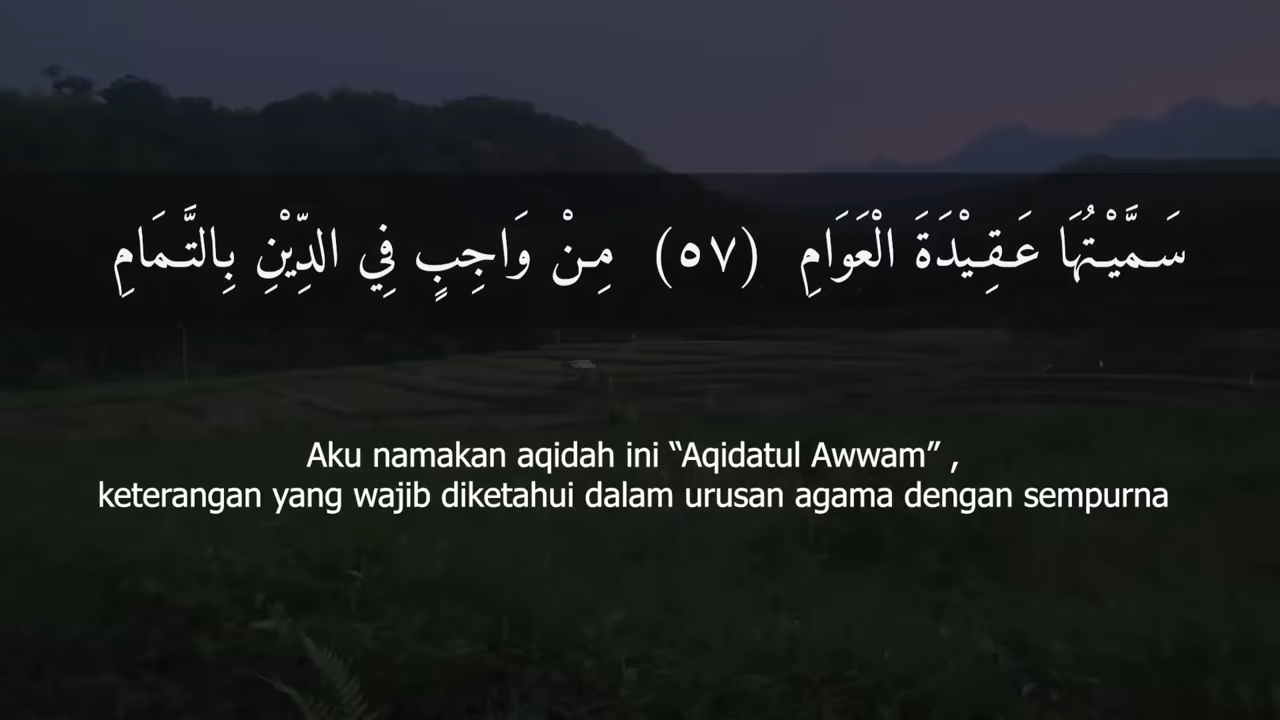 سَمَّيْتُهَا عَقِيْدَةَ الْعَوَامِ (٥٧) مِنْ وَاجِبٍ فِي الدِّيْنِ بِالتَّمَامِ
Aku namakan aqidah ini “Aqidatul Awwam” ,
keterangan yang wajib diketahui dalam urusan agama dengan sempurna